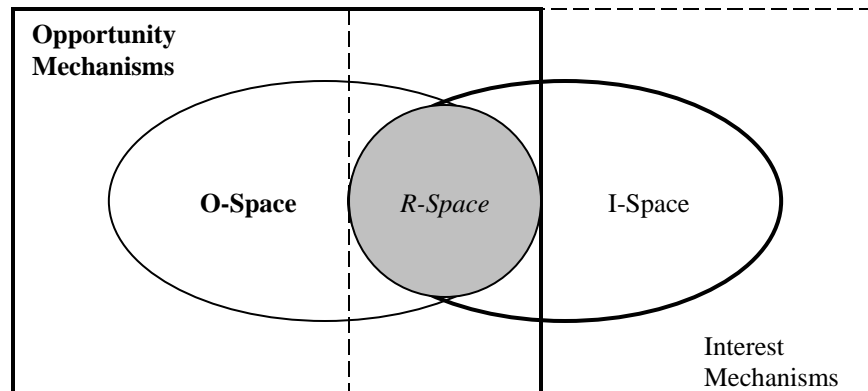 Opportunity
Mechanisms
O-Space
R-Space
I-Space
Interest
Mechanisms